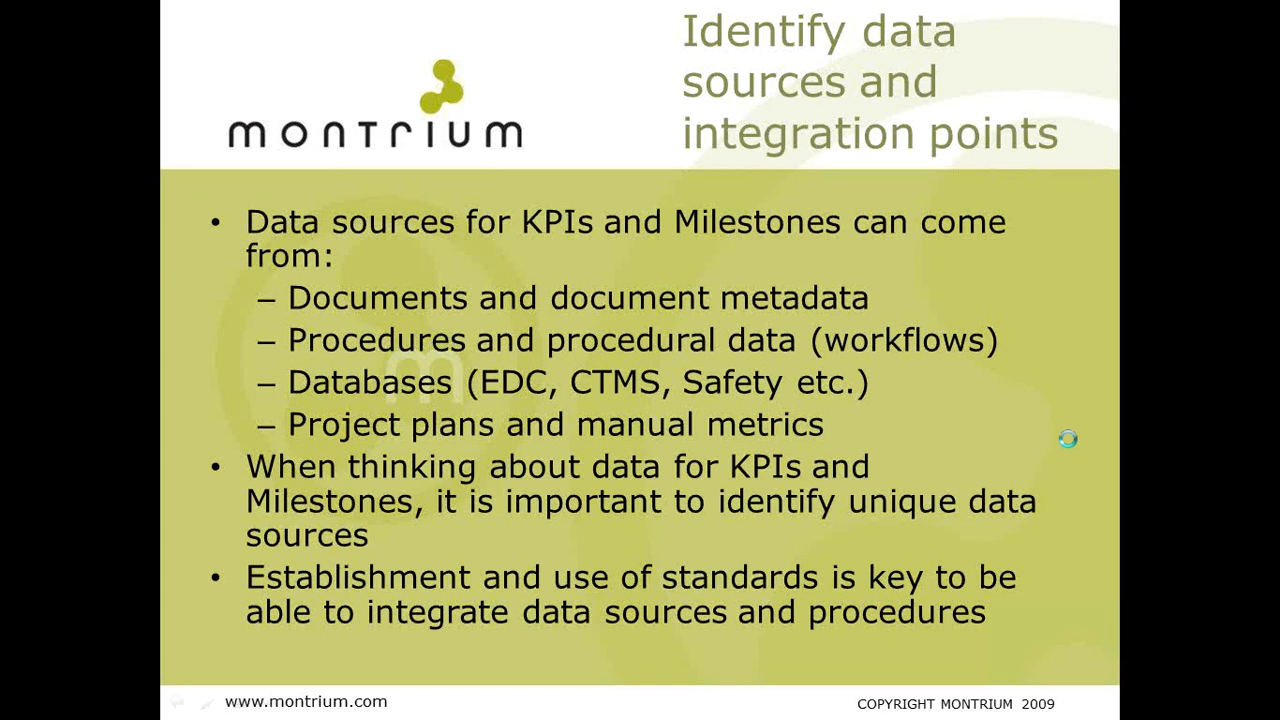 Identify data
sources and
integration points
montrium
• Data sources for KPIs and Milestones can come
from:
– Documents and document metadata
– Procedures and procedural data (workflows)
– Databases (EDC, CTMS, Safety etc.)
– Project plans and manual metrics
• When thinking about data for KPIs and
Milestones, it is important to identify unique data
sources
• Establishment and use of standards is key to be
able to integrate data sources and procedures
m
www.montrium.com
COPYRIGHT MONTRIUM 2009